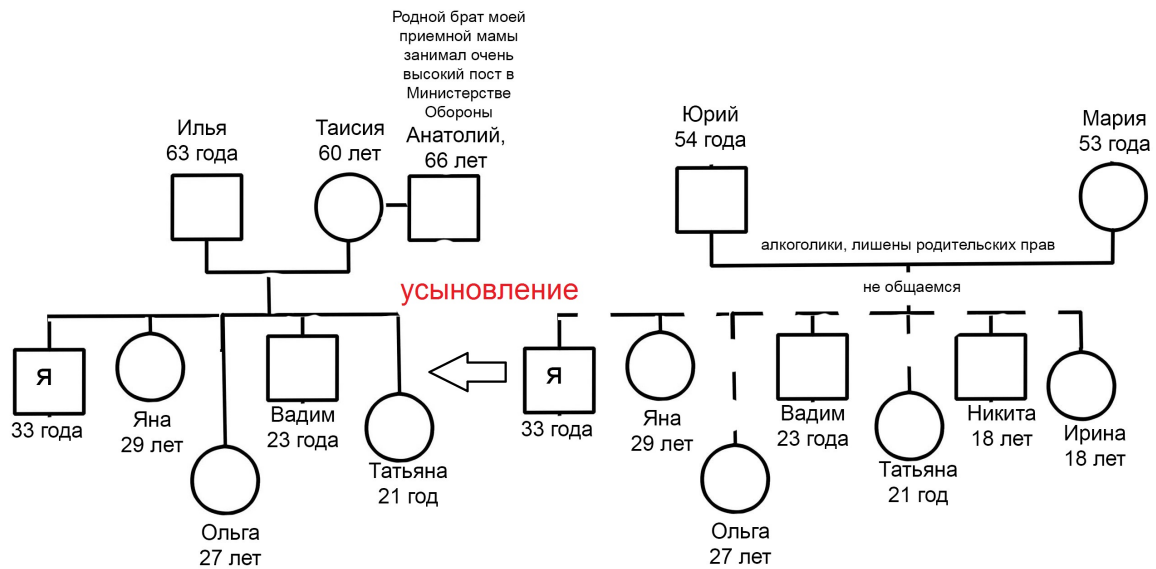 Родной брат моей
приемной мамы
занимал очень
высокий пост в
Министерстве
Обороны
Анатолий,
66 лет
Илья
63 года
Таисия
60 лет
Юрий
54 года
Мария
53 года
алкоголики, лишены родительских прав
не общаемся
усыновление
я
33 года
Яна
29 лет
Ольга
27 лет
Вадим
23 года
Татьяна
21 год
я
33 года
Яна
29 лет
Ольга
27 лет
Вадим
23 года
Татьяна
21 год
Никита
18 лет
Ирина
18 лет